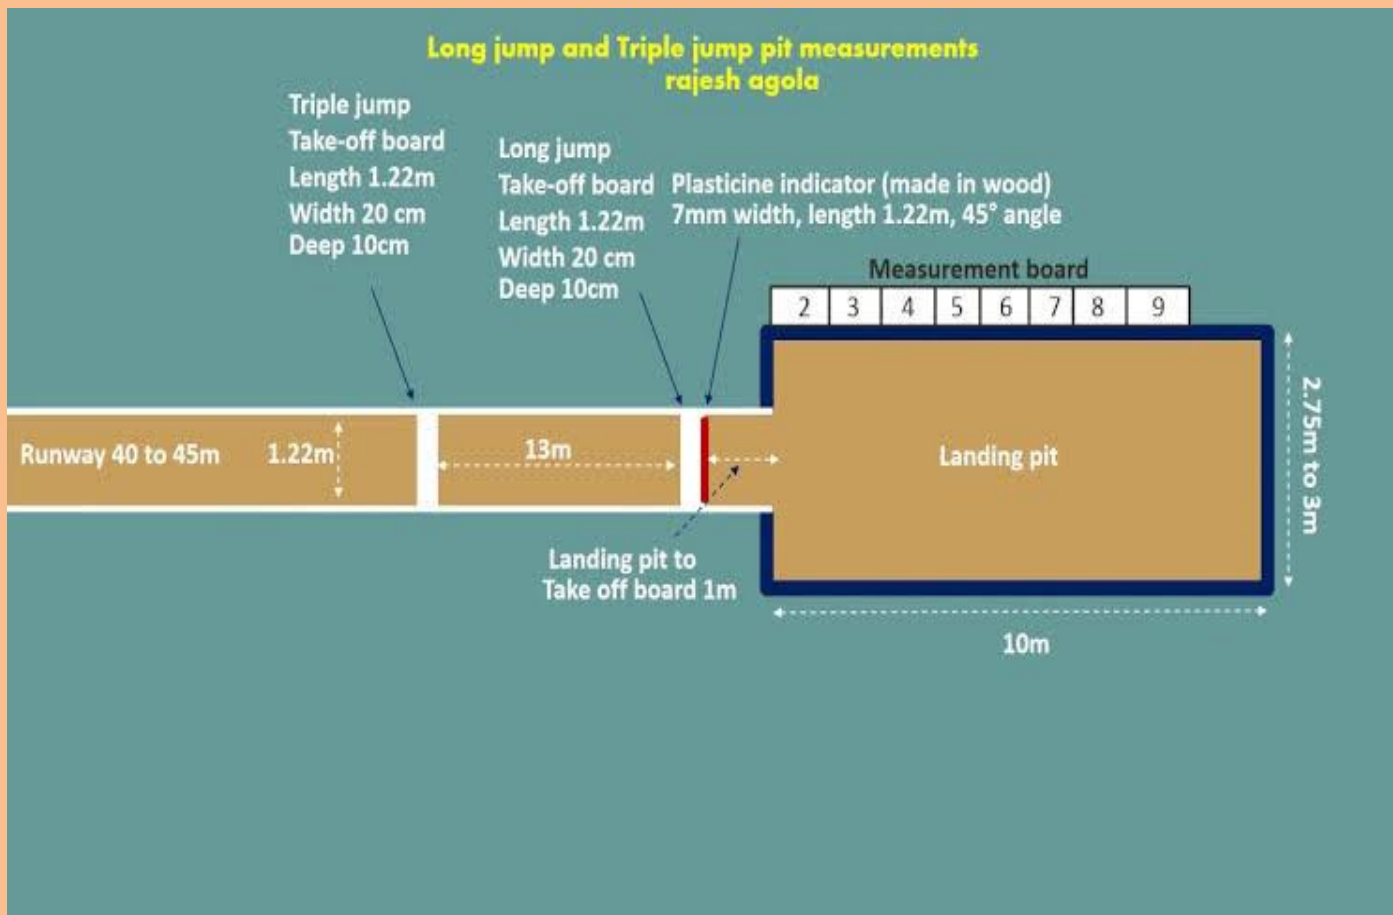 Long jump and Triple jump pit measurements
rajesh agola
Triple jump
Take-off board
Length 1.22m
Width 20 cm
Deep 10cm
Long jump
Take-off board
Length 1.22m
Width 20 cm
Deep 10cm
Plasticine indicator (made in wood)
7mm width, length 1.22m, 45° angle
Measurement board
2 3 4 5 6 7 8 9
Runway 40 to 45m
1.22m
13m
Landing pit
2.75m to 3m
Landing pit to
Take off board 1m
10m